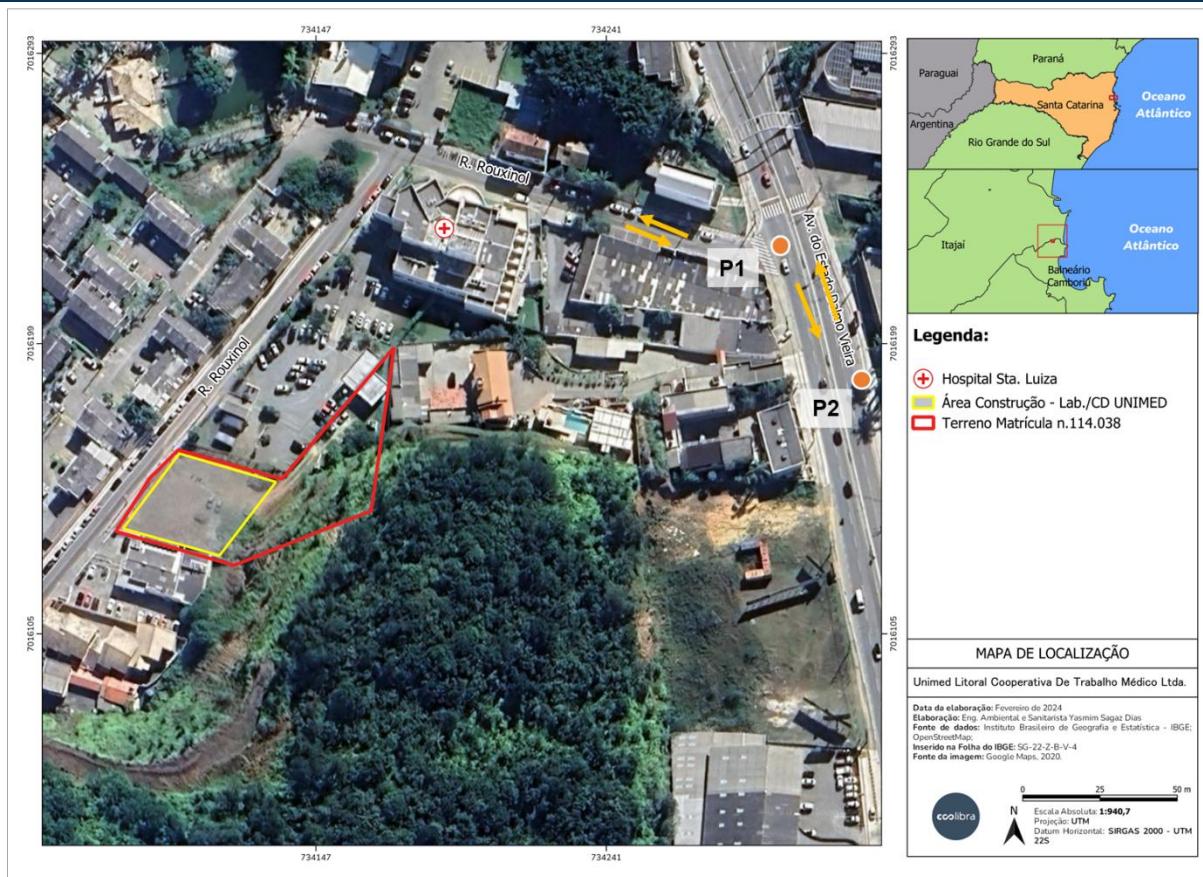 734147
734241
7016293
7016293
R. Rouxinol
P1
Av. do Estado Dalmo Vieira
7016199
7016199
R. Rouxinol
P2
7016105
7016105
734147
734241
Paraná
Paraguai
Santa Catarina
Oceano
Atlântico
Argentina
Rio Grande do Sul
Oceano
Atlântico
Itajaí
Balneário
Camboriú
Legenda:
Hospital Sta. Luiza
Área Construção - Lab./CD UNIMED
Terreno Matrícula n.114.038
MAPA DE LOCALIZAÇÃO
Unimed Litoral Cooperativa De Trabalho Médico Ltda.
Data da elaboração: Fevereiro de 2024
Elaboração: Eng. Ambiental e Sanitarista Yasmim Sagaz Dias
Fonte de dados: Instituto Brasileiro de Geografia e Estatística - IBGE;
OpenStreetMap;
Inserido na Folha do IBGE: SG-22-Z-B-V-4
Fonte da imagem: Google Maps, 2020.
ecolibra
N
0 25 50 m
Escala Absoluta: 1:940,7
Projeção: UTM
Datum Horizontal: SIRGAS 2000 - UTM
22S